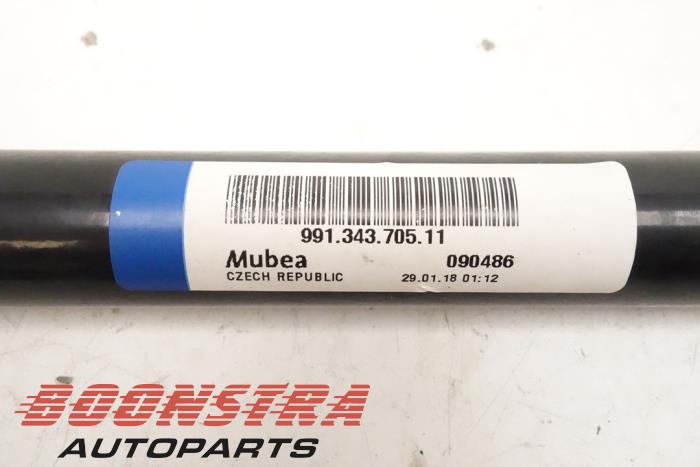 991.343.705.11
Mubea 090486
CZECH REPUBLIC 29.01.18 01:12
BOONSTRA
AUTOPARTS